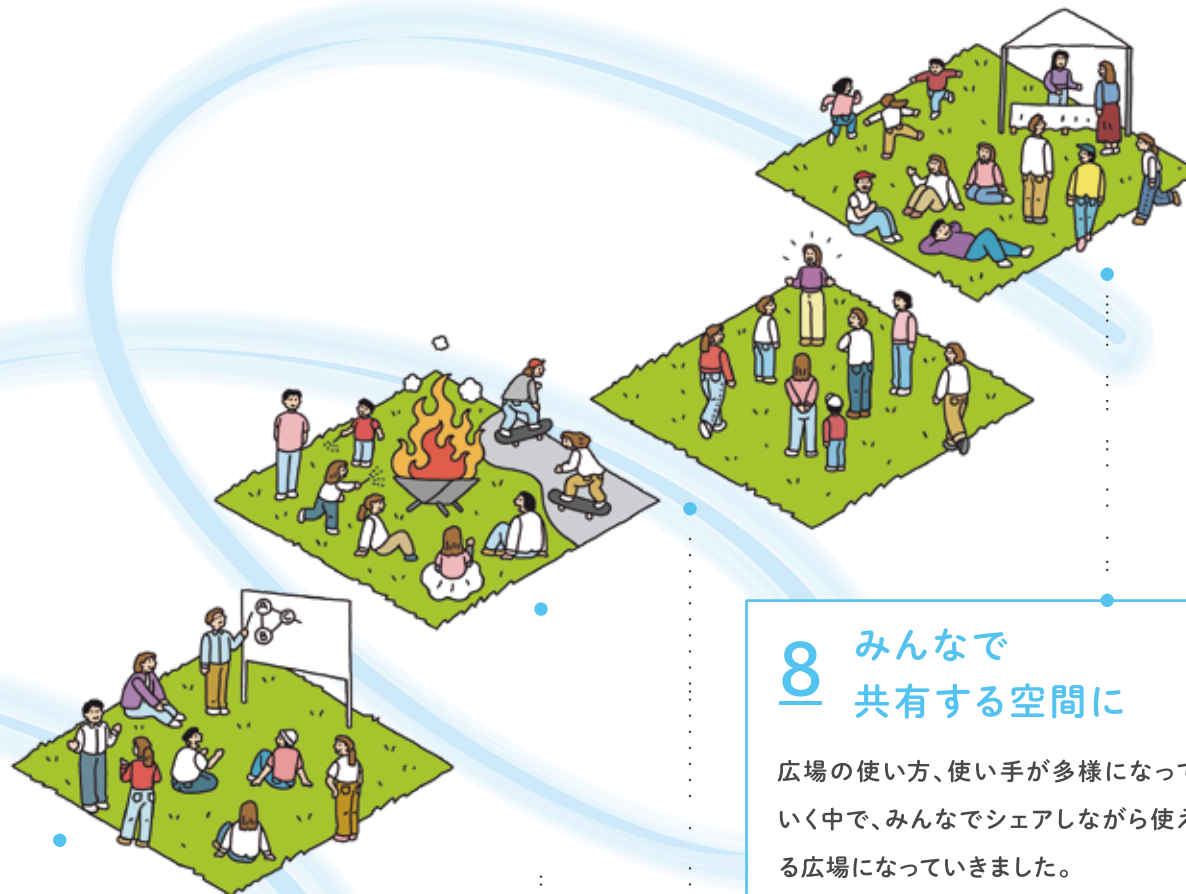 A
C
B
8
みんなで
共有する空間に
広場の使い方、使い手が多様になって
いく中で、みんなでシェアしながら使え
る広場になっていきました。